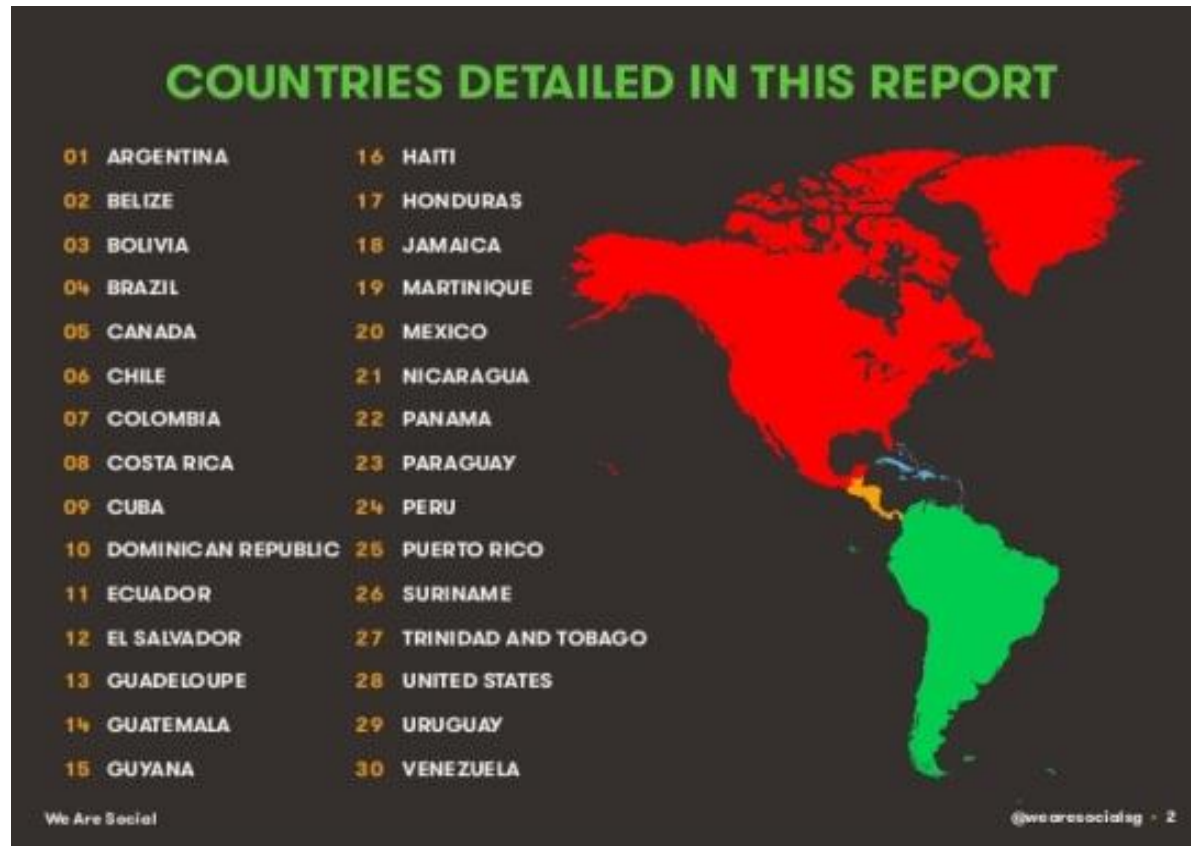 COUNTRIES DETAILED IN THIS REPORT
01 ARGENTINA
02 BELIZE
03 BOLIVIA
04 BRAZIL
05 CANADA
06 CHILE
07 COLOMBIA
08 COSTA RICA
09 CUBA
10 DOMINICAN REPUBLIC
11 ECUADOR
12 EL SALVADOR
13 GUADELOUPE
14 GUATEMALA
15 GUYANA
16 HAITI
17 HONDURAS
18 JAMAICA
19 MARTINIQUE
20 MEXICO
21 NICARAGUA
22 PANAMA
23 PARAGUAY
24 PERU
25 PUERTO RICO
26 SURINAME
27 TRINIDAD AND TOBAGO
28 UNITED STATES
29 URUGUAY
30 VENEZUELA
We Are Social
@wearesocialsg • 2